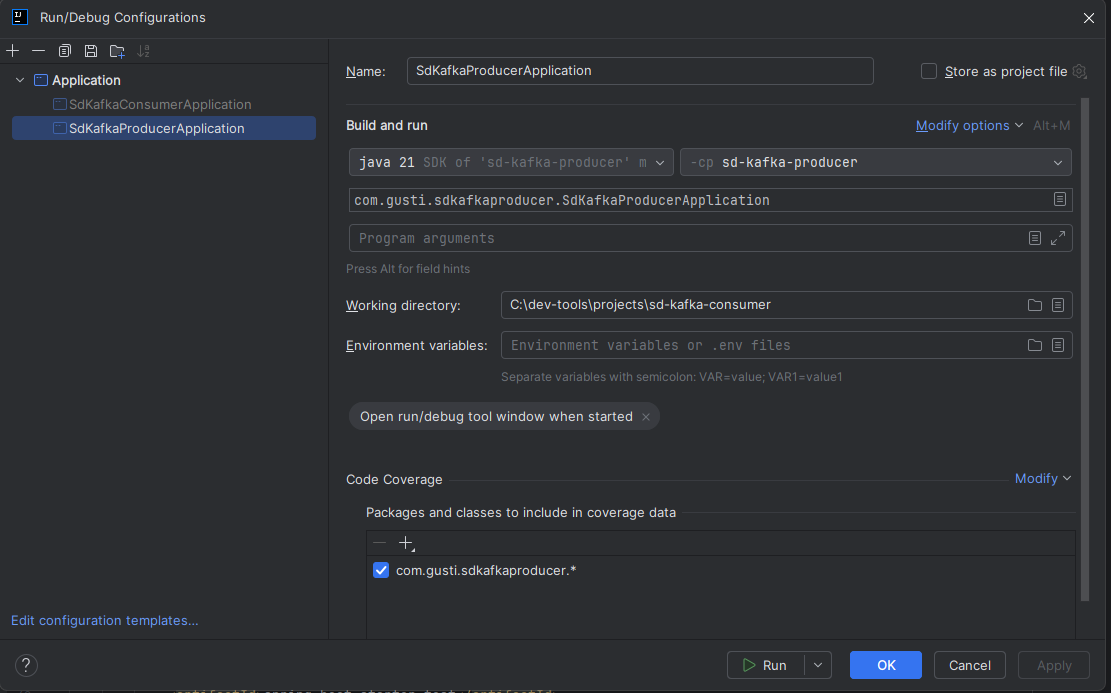 Run/Debug Configurations
Application
SdKafkaConsumerApplication
SdKafkaProducerApplication
Edit configuration templates...
Name: SdKafkaProducerApplication Store as project file
Build and run Modify options Alt+M
java 21 SDK of 'sd-kafka-producer' m -cp sd-kafka-producer
com.gusti.sdkafkaproducer.SdKafkaProducerApplication
Program arguments
Press Alt for field hints
Working directory: C:\dev-tools\projects\sd-kafka-consumer
Environment variables: Environment variables or .env files
Separate variables with semicolon: VAR=value; VAR1=value1
Open run/debug tool window when started
Code Coverage Modify
Packages and classes to include in coverage data
com.gusti.sdkafkaproducer.*
? Run OK Cancel Apply